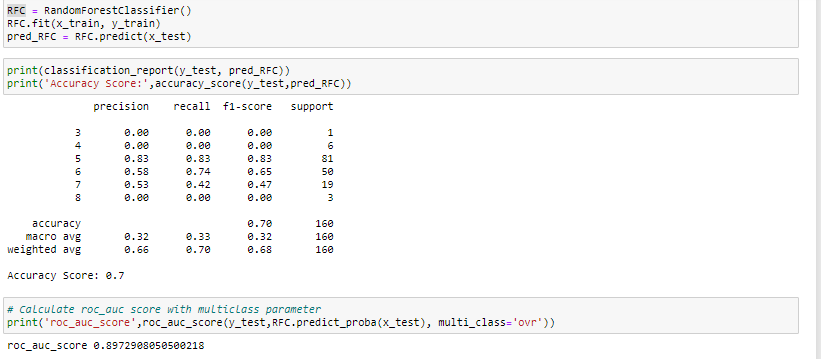 RFC = RandomForestClassifier()
RFC.fit(x_train, y_train)
pred_RFC = RFC.predict(x_test)
print(classification_report(y_test, pred_RFC))
print('Accuracy Score:',accuracy_score(y_test,pred_RFC))
precision recall f1-score support
3 0.00 0.00 0.00 1
4 0.00 0.00 0.00 6
5 0.83 0.83 0.83 81
6 0.58 0.74 0.65 50
7 0.53 0.42 0.47 19
8 0.00 0.00 0.00 3
accuracy 0.70 160
macro avg 0.32 0.33 0.32 160
weighted avg 0.66 0.70 0.68 160
Accuracy Score: 0.7
# Calculate roc_auc score with multiclass parameter
print('roc_auc_score',roc_auc_score(y_test,RFC.predict_proba(x_test), multi_class='ovr'))
roc_auc_score 0.8972908050500218